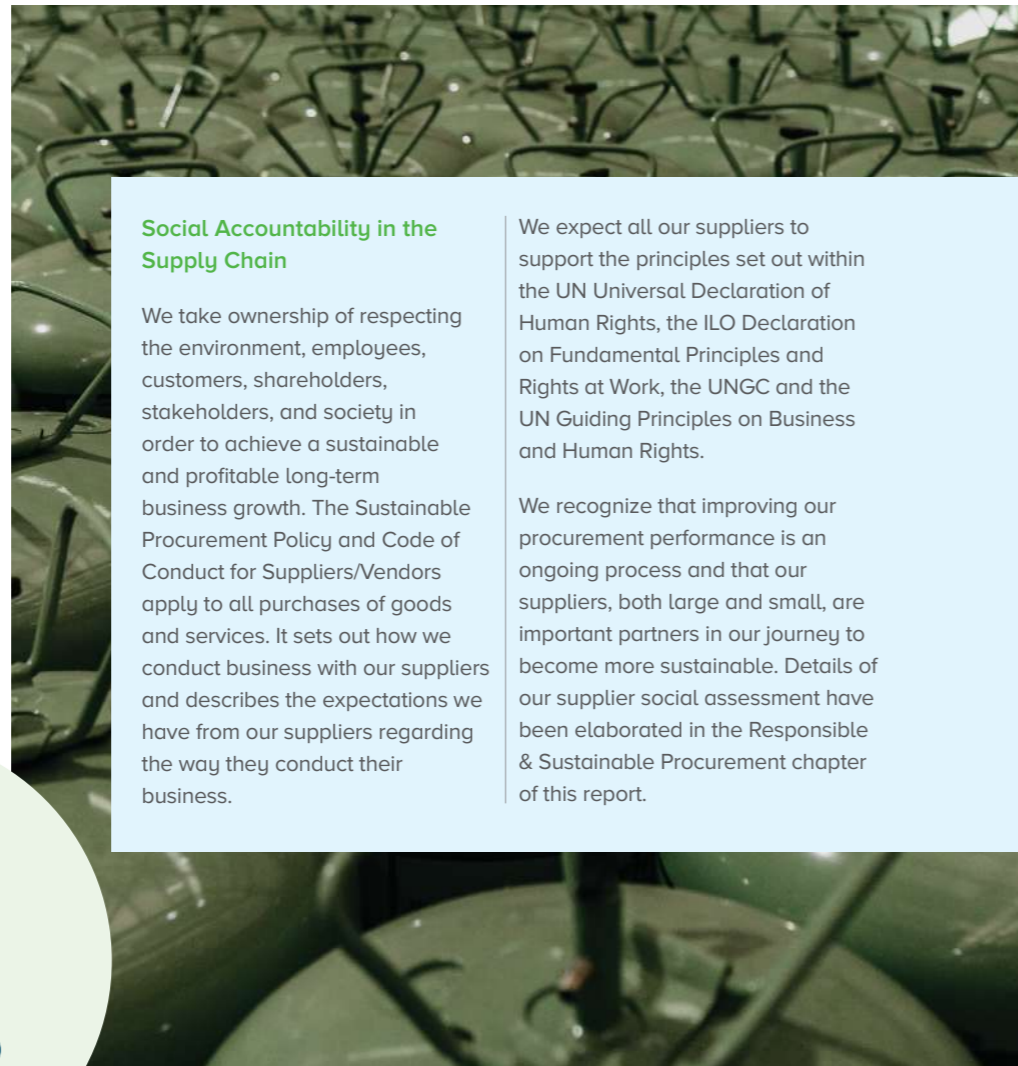 Social Accountability in the
Supply Chain
We take ownership of respecting
the environment, employees,
customers, shareholders,
stakeholders, and society in
order to achieve a sustainable
and profitable long-term
business growth. The Sustainable
Procurement Policy and Code of
Conduct for Suppliers/Vendors
apply to all purchases of goods
and services. It sets out how we
conduct business with our suppliers
and describes the expectations we
have from our suppliers regarding
the way they conduct their
business.
We expect all our suppliers to
support the principles set out within
the UN Universal Declaration of
Human Rights, the ILO Declaration
on Fundamental Principles and
Rights at Work, the UNGC and the
UN Guiding Principles on Business
and Human Rights.
We recognize that improving our
procurement performance is an
ongoing process and that our
suppliers, both large and small, are
important partners in our journey to
become more sustainable. Details of
our supplier social assessment have
been elaborated in the Responsible
& Sustainable Procurement chapter
of this report.